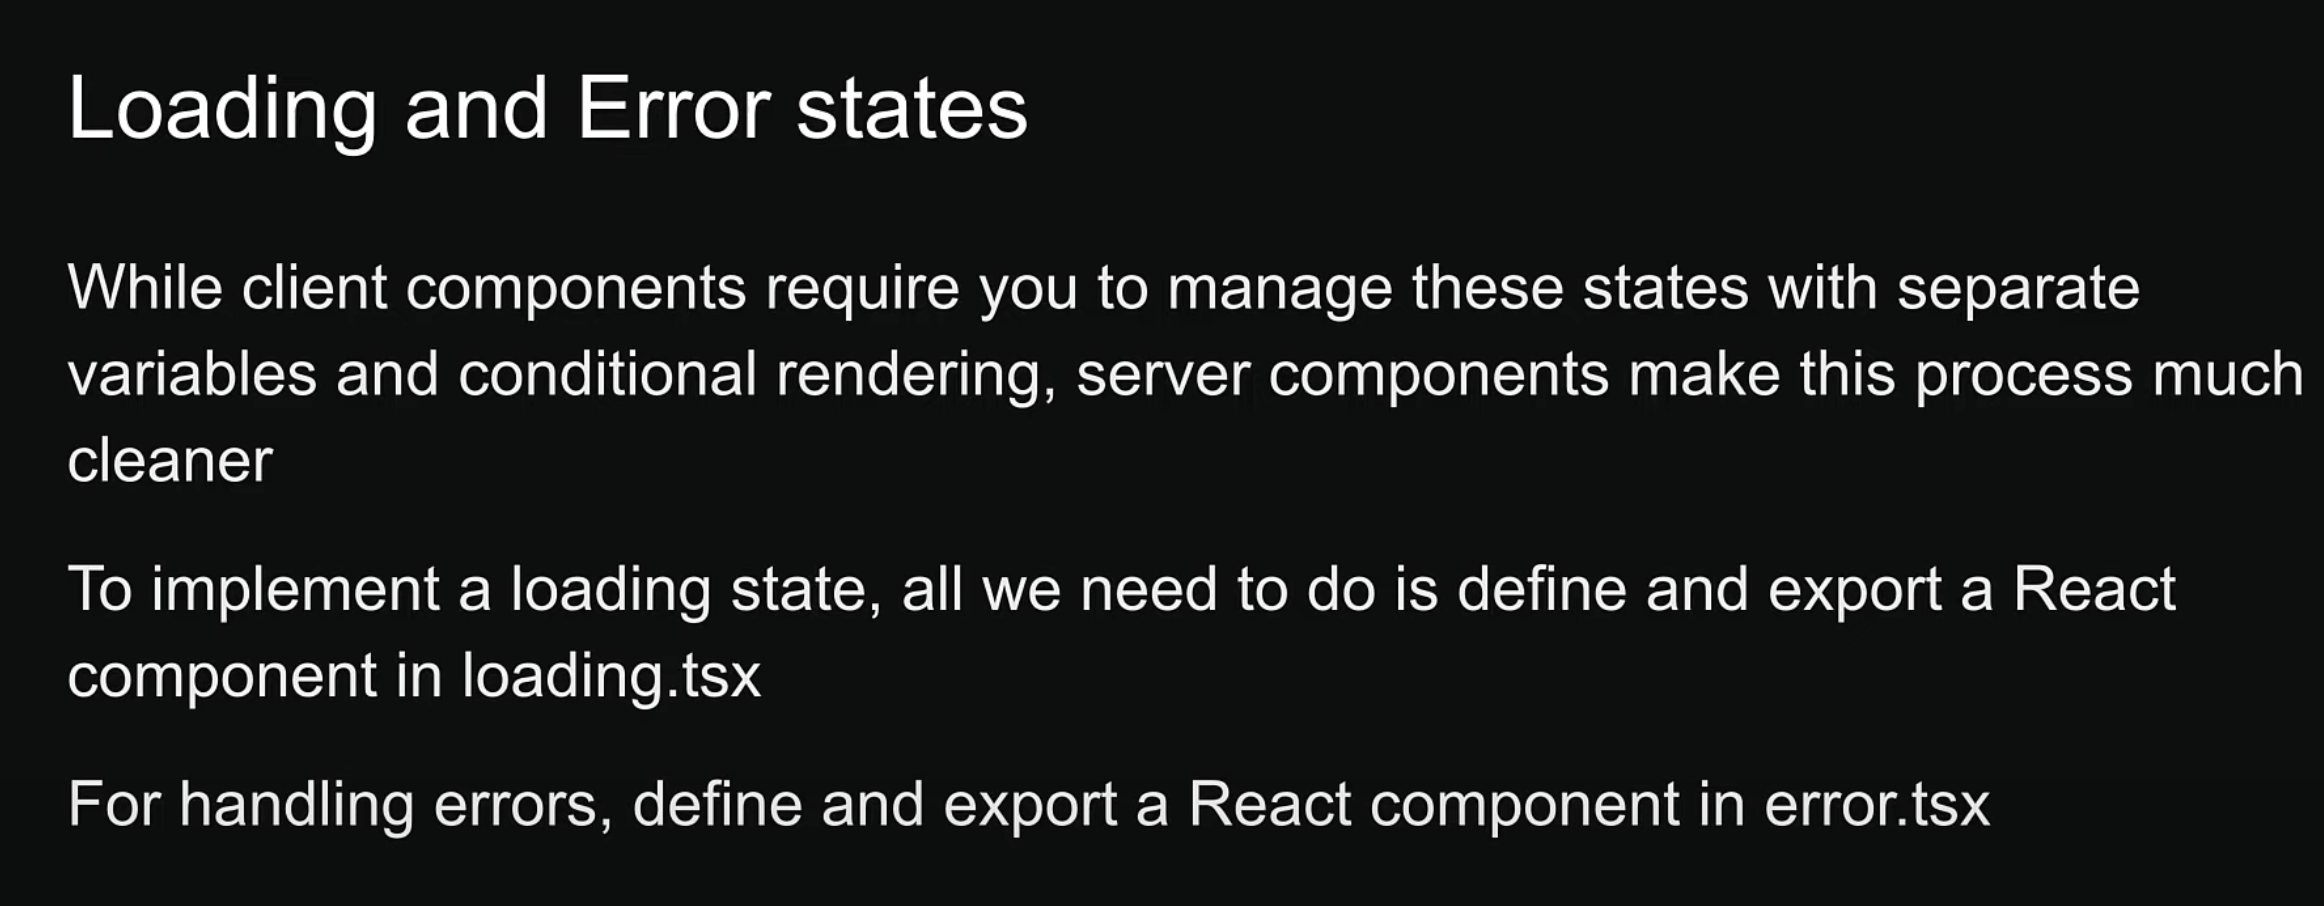 Loading and Error states
While client components require you to manage these states with separate
variables and conditional rendering, server components make this process much
cleaner
To implement a loading state, all we need to do is define and export a React
component in loading.tsx
For handling errors, define and export a React component in error.tsx